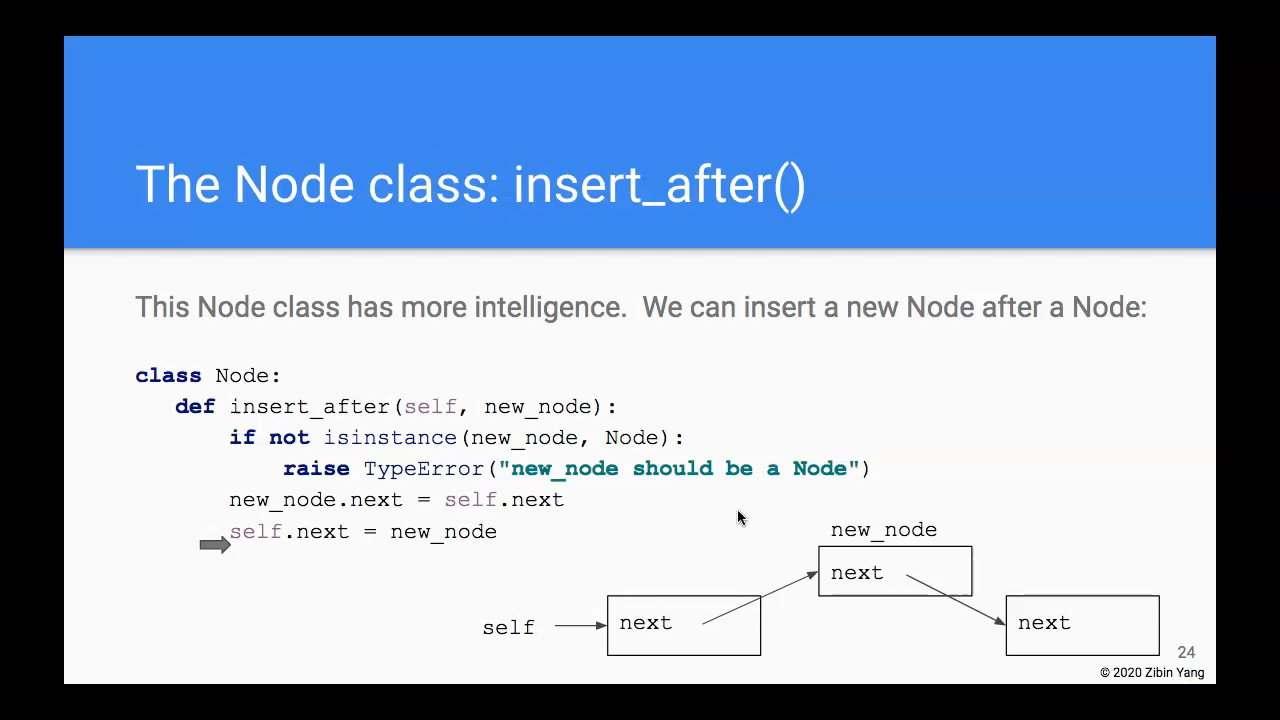 The Node class: insert_after()
This Node class has more intelligence.  We can insert a new Node after a Node:
class Node:
   def insert_after(self, new_node):
       if not isinstance(new_node, Node):
           raise TypeError("new_node should be a Node")
       new_node.next = self.next
       self.next = new_node
new_node
next
self
next
next
24
© 2020 Zibin Yang